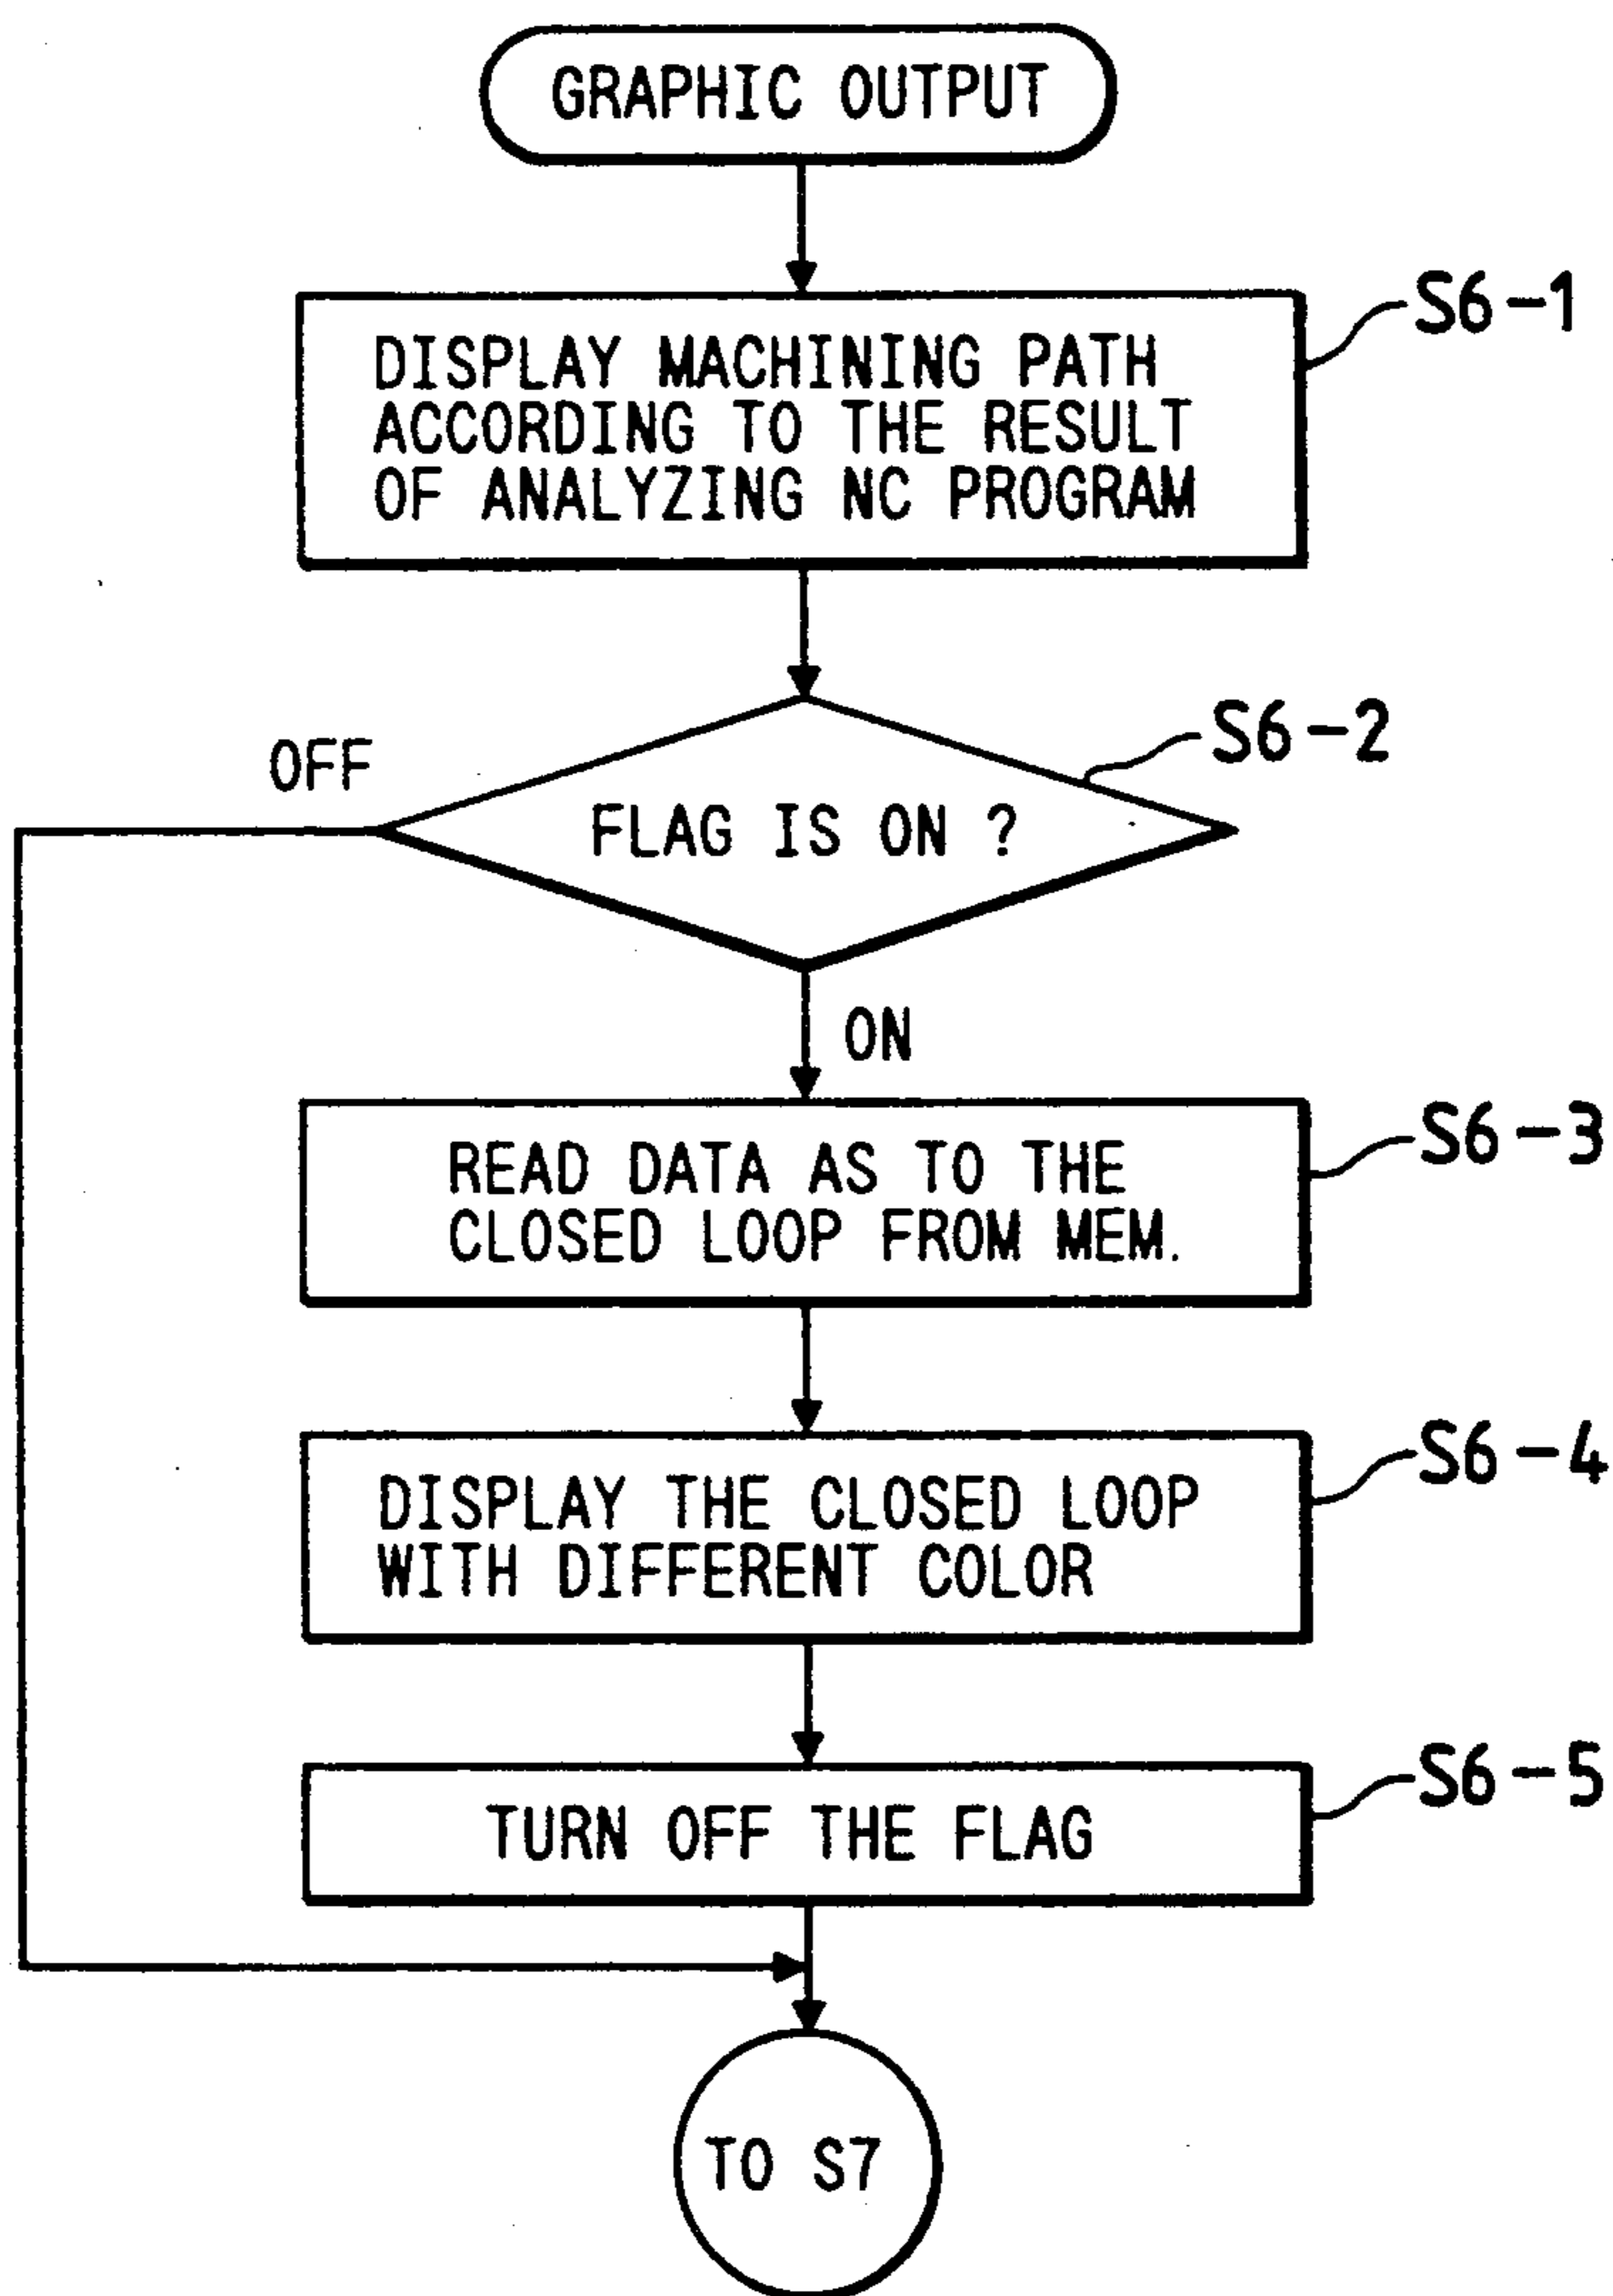 GRAPHIC OUTPUT
S6-1
DISPLAY MACHINING PATH
ACCORDING TO THE RESULT
OF ANALYZING NC PROGRAM
S6-2
OFF
FLAG IS ON ?
ON
S6-3
READ DATA AS TO THE
CLOSED LOOP FROM MEM.
S6-4
DISPLAY THE CLOSED LOOP
WITH DIFFERENT COLOR
S6-5
TURN OFF THE FLAG
TO S7